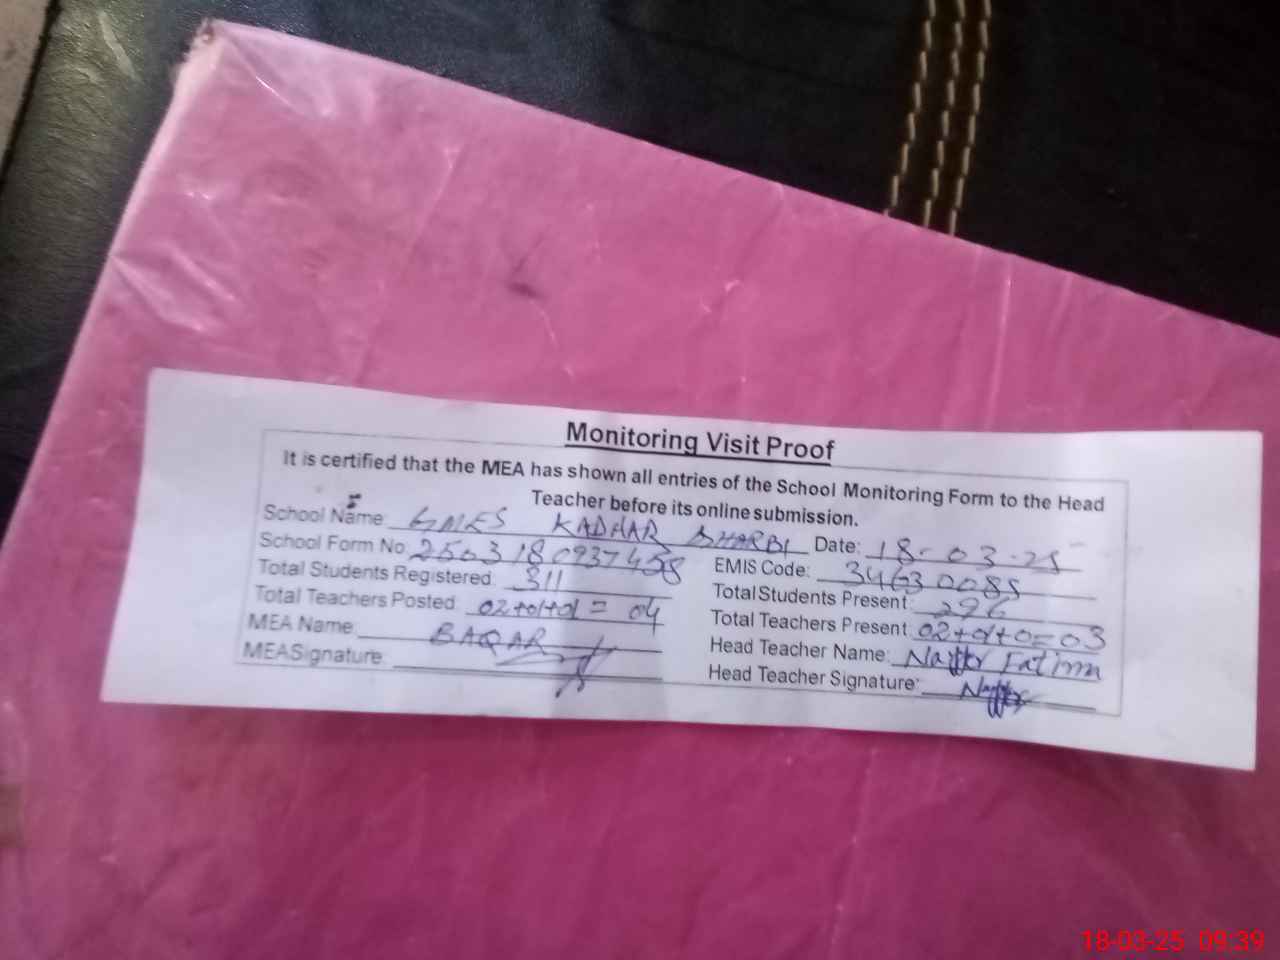 Monitoring Visit Proof
It is certified that the MEA has shown all entries of the School Monitoring Form to the Head
Teacher before its online submission.
School Name: GMES KADHAR BHARBI Date: 18-03-25
School Form No. 2503180937458 EMIS Code: 34630085
Total Students Registered: 311 Total Students Present: 296
Total Teachers Posted: 02+01+01 = 04 Total Teachers Present: 02+01+0=03
MEA Name: BAQAR Head Teacher Name: Fatima
MEASignature: Head Teacher Signature:
18-03-25 09:39